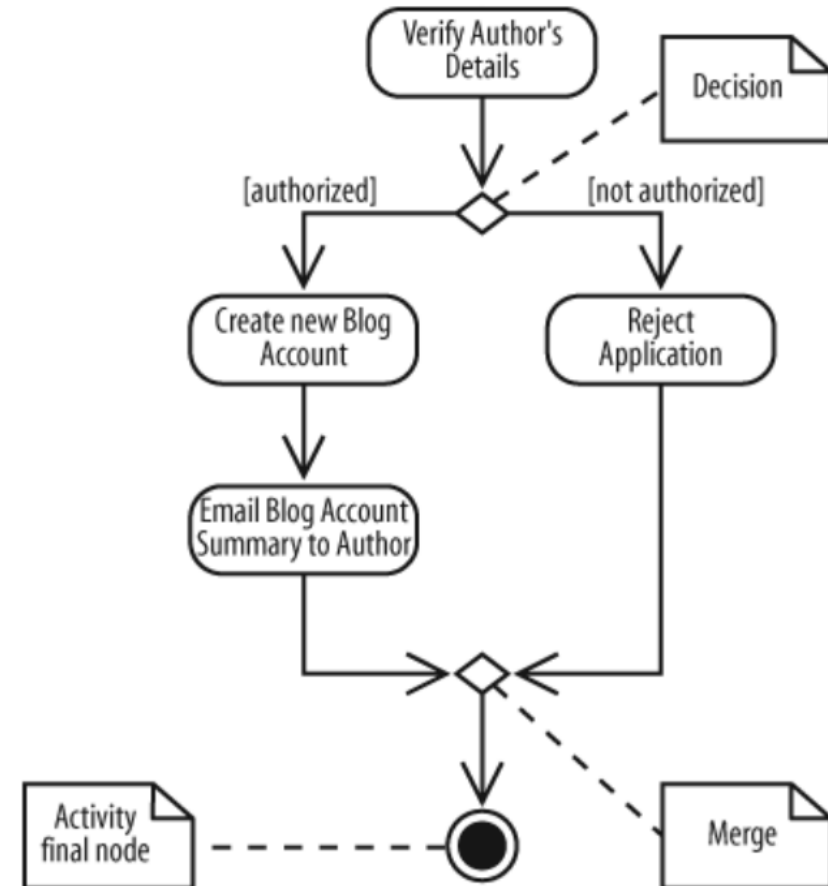 Verify Author's
Details
Decision
[authorized]
[not authorized]
Create new Blog
Account
Reject
Application
Email Blog Account
Summary to Author
Activity
final node
Merge